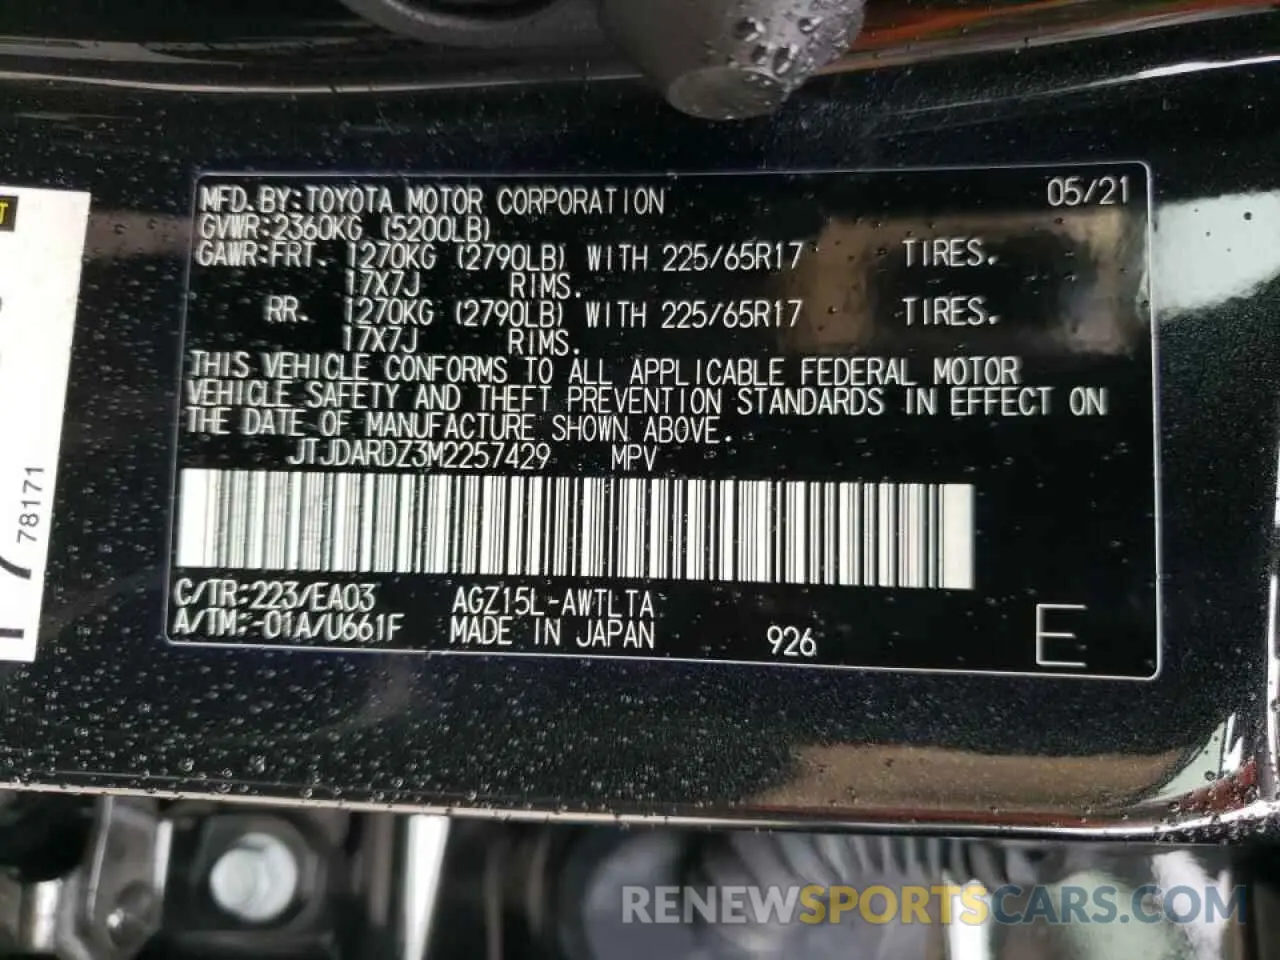 MFD.BY:TOYOTA MOTOR CORPORATION 05/21
GVWR:2360KG (5200LB)
GAWR:FRT. 1270KG (2790LB) WITH 225/65R17 TIRES.
17X7J RIMS.
RR. 1270KG (2790LB) WITH 225/65R17 TIRES.
17X7J RIMS.
THIS VEHICLE CONFORMS TO ALL APPLICABLE FEDERAL MOTOR
VEHICLE SAFETY AND THEFT PREVENTION STANDARDS IN EFFECT ON
THE DATE OF MANUFACTURE SHOWN ABOVE.
JTJDARDZ3M2257429 MPV
C/TR:223/EA03 AGZ15L-AWTLTA
A/TM:-01A/U661F MADE IN JAPAN 926 E
78171
RENEWSPORTSCARS.COM